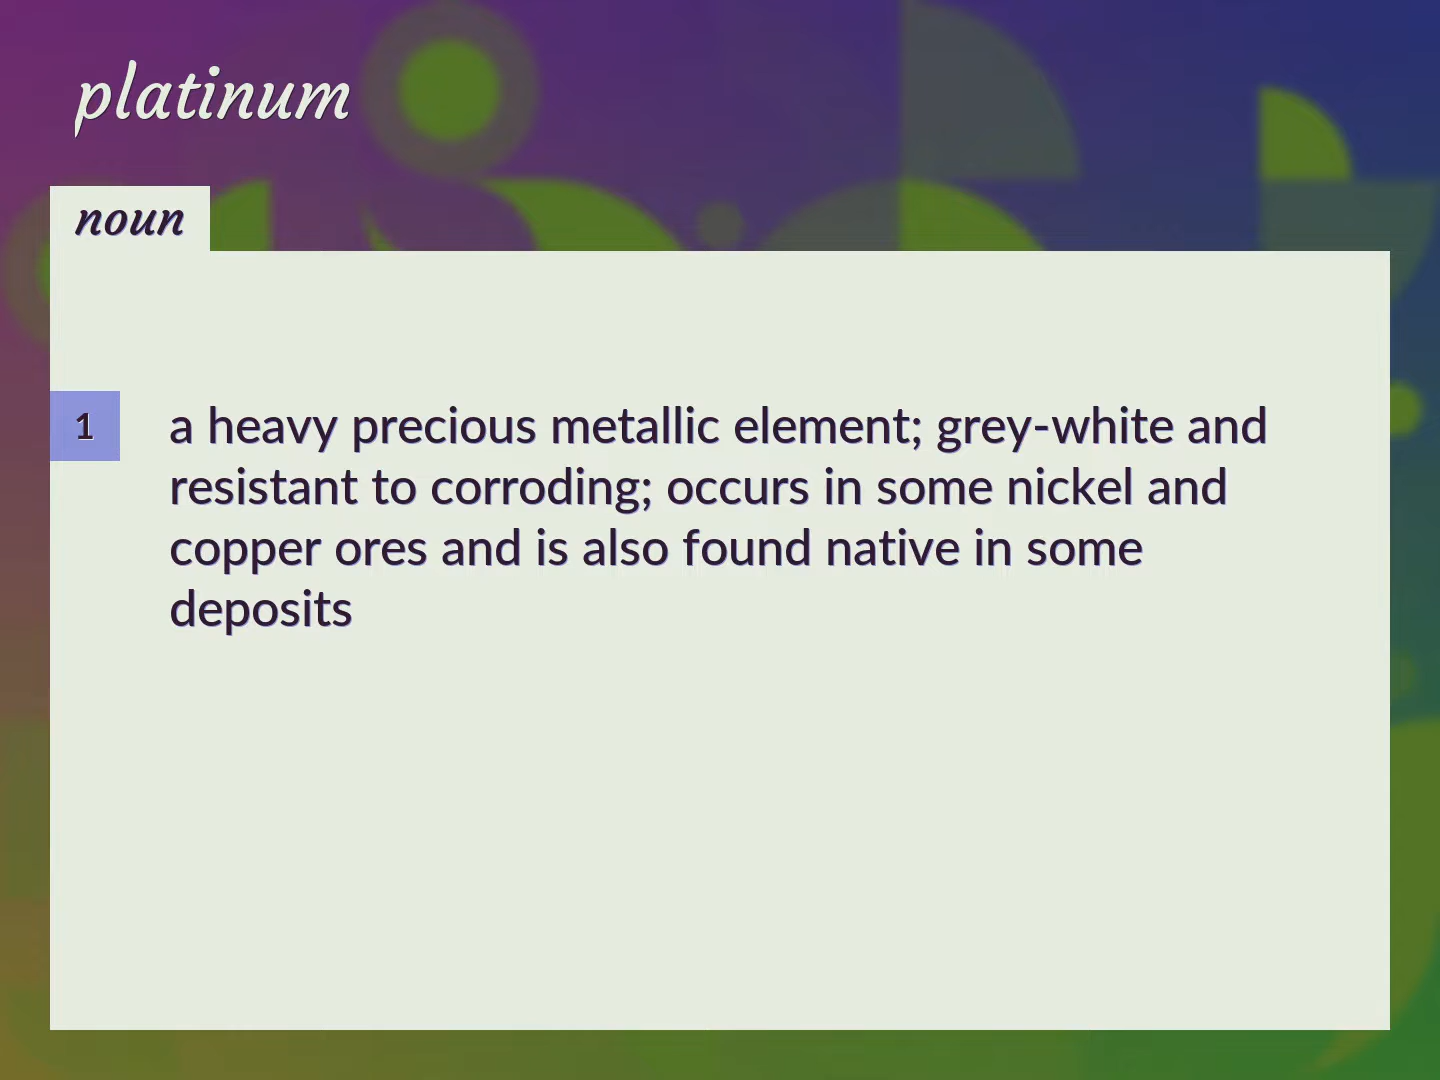 platinum
noun
1
a heavy precious metallic element; grey-white and
resistant to corroding; occurs in some nickel and
copper ores and is also found native in some
deposits